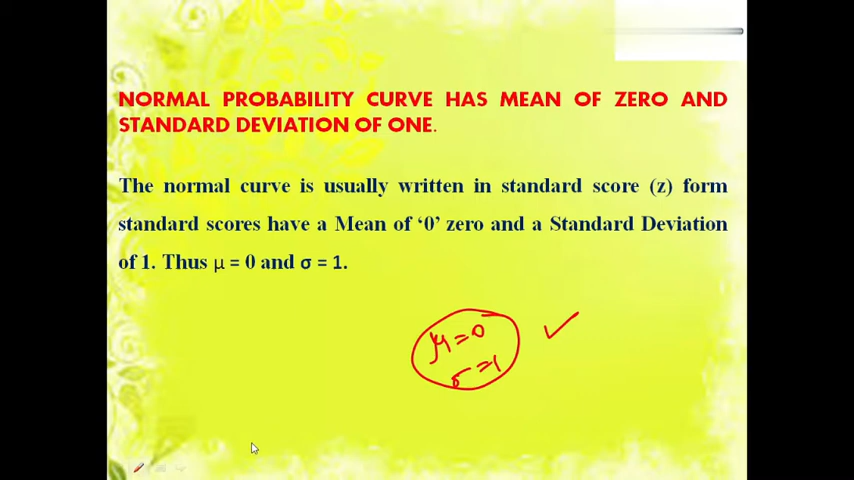 NORMAL PROBABILITY CURVE HAS MEAN OF ZERO AND
STANDARD DEVIATION OF ONE.
The normal curve is usually written in standard score (z) form
standard scores have a Mean of ‘0’ zero and a Standard Deviation
of 1. Thus μ = 0 and σ = 1.
μ=0
σ=1